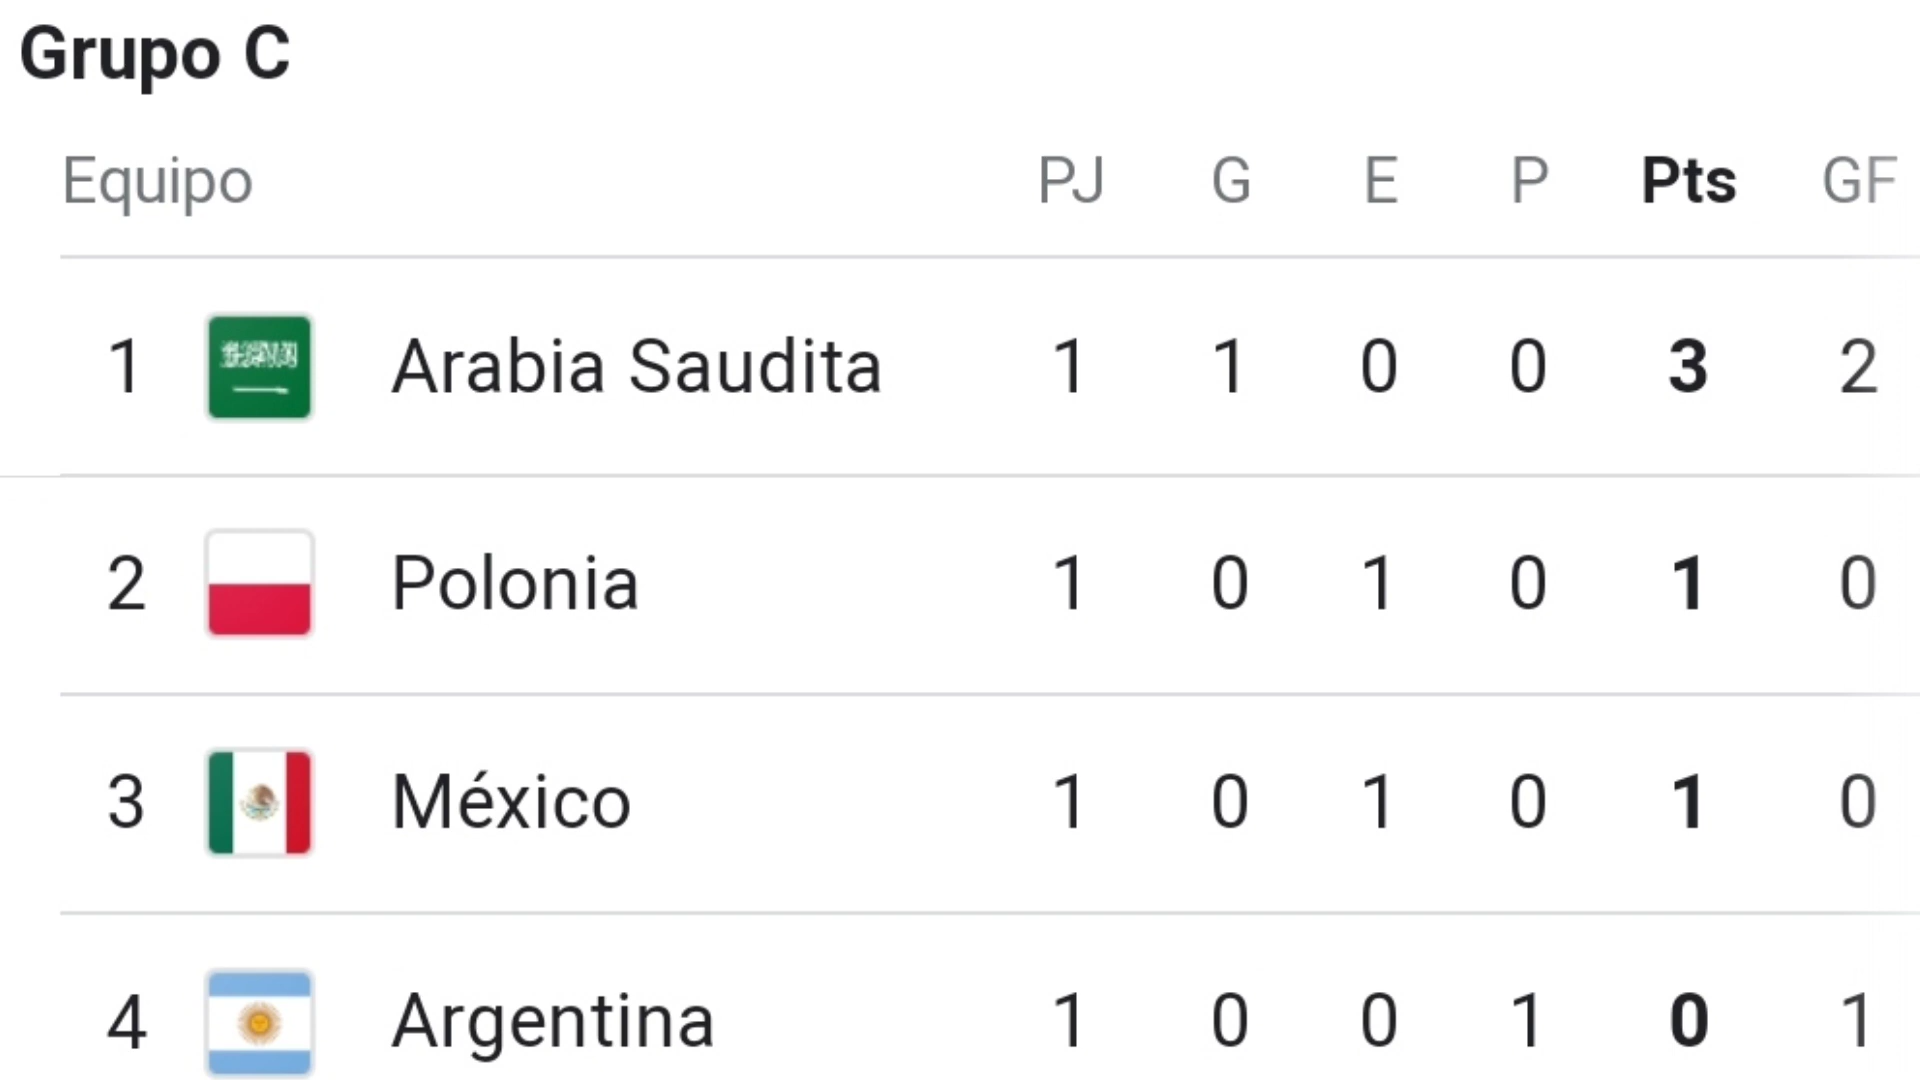 Grupo C
Equipo PJ G E P Pts GF
1 Arabia Saudita 1 1 0 0 3 2
2 Polonia 1 0 1 0 1 0
3 México 1 0 1 0 1 0
4 Argentina 1 0 0 1 0 1